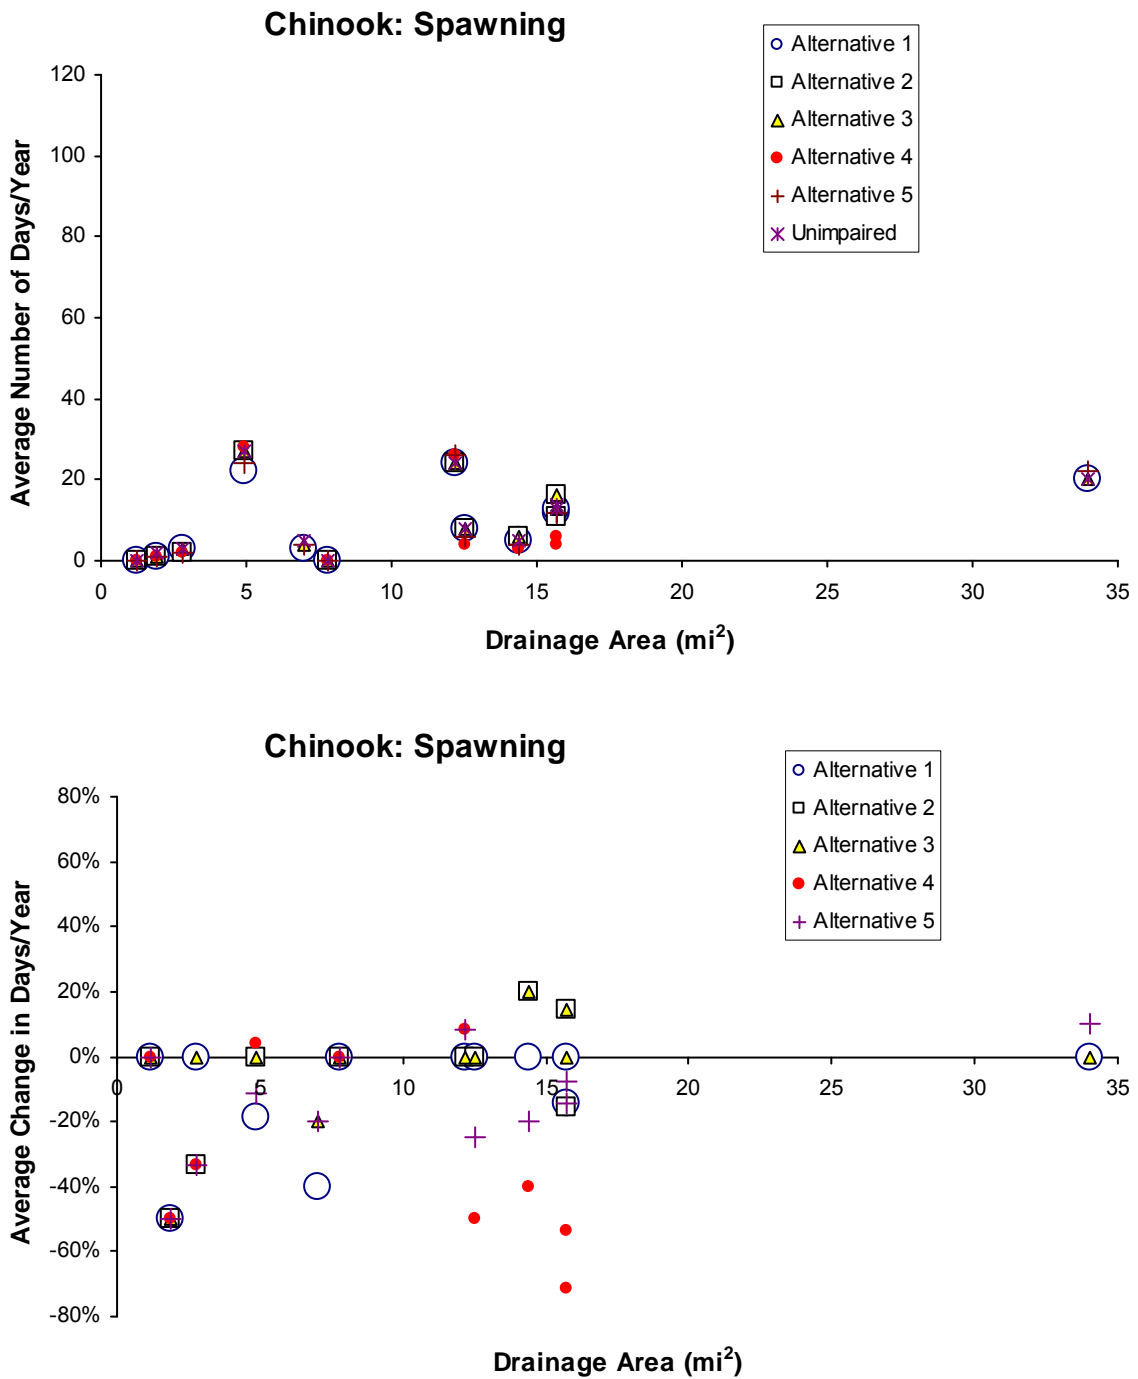 Chinook: Spawning
Alternative 1
Alternative 2
Alternative 3
Alternative 4
Alternative 5
Unimpaired
Average Number of Days/Year
120
100
80
60
40
20
0
0 5 10 15 20 25 30 35
Drainage Area (mi²)
Chinook: Spawning
Alternative 1
Alternative 2
Alternative 3
Alternative 4
Alternative 5
Average Change in Days/Year
80%
60%
40%
20%
0%
-20%
-40%
-60%
-80%
0 5 10 15 20 25 30 35
Drainage Area (mi²)